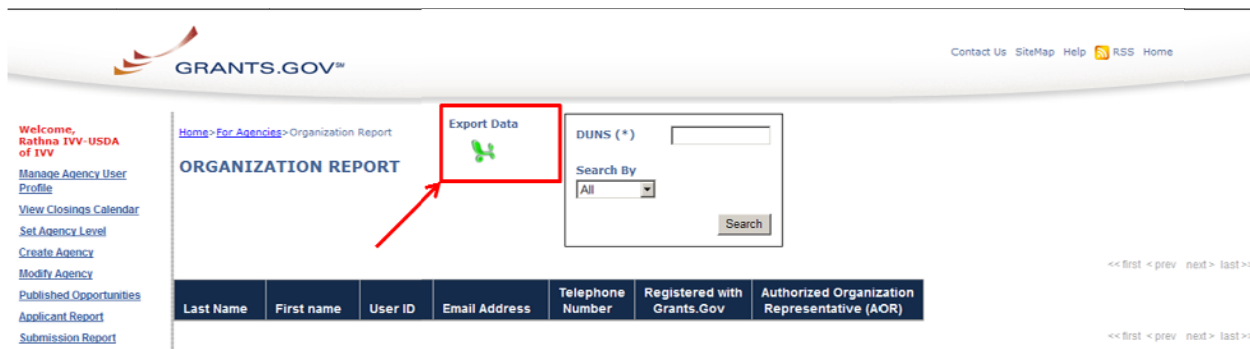 GRANTS.GOV℠
Contact Us SiteMap Help RSS Home
Welcome,
Rathna IVV-USDA
of IVV
Manage Agency User
Profile
View Closings Calendar
Set Agency Level
Create Agency
Modify Agency
Published Opportunities
Applicant Report
Submission Report
Home>For Agencies>Organization Report
ORGANIZATION REPORT
Export Data
DUNS (*)
Search By
All
Search
<<first <prev next> last>>
Last Name First name User ID Email Address Telephone Number Registered with Grants.Gov Authorized Organization Representative (AOR)
<<first <prev next> last>>